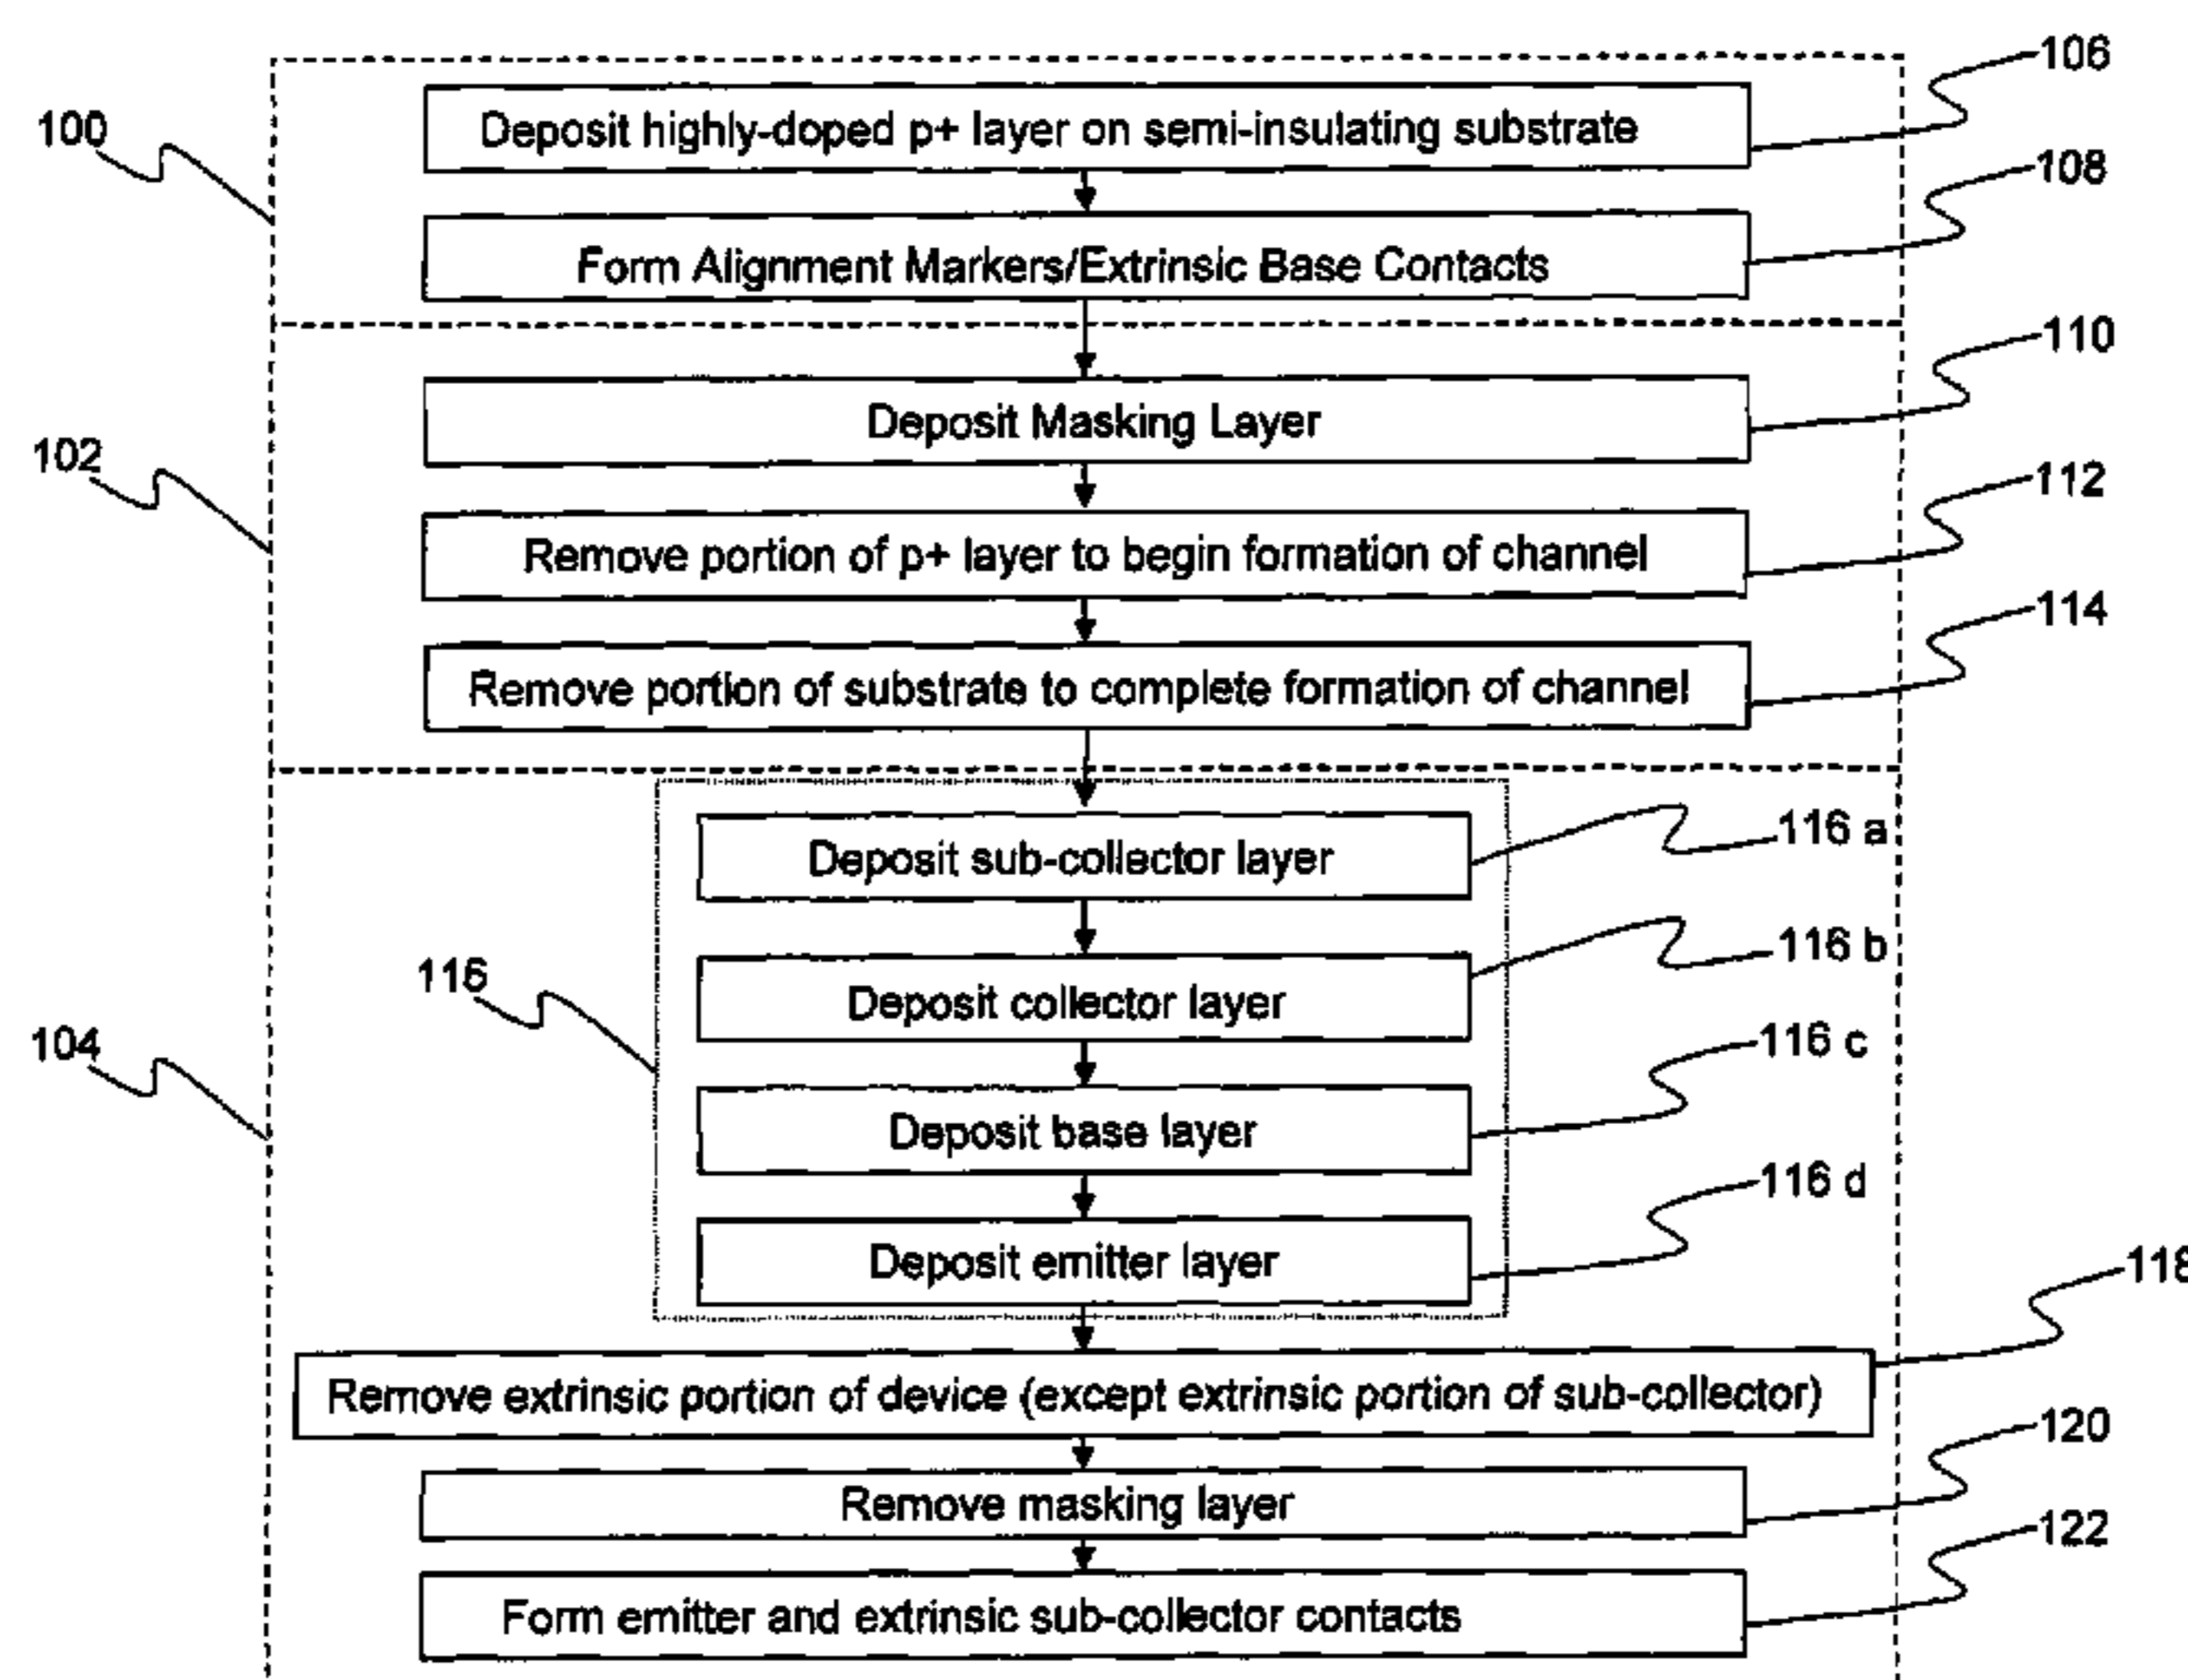 106
Deposit highly-doped p+ layer on semi-insulating substrate
100
108
Form Alignment Markers/Extrinsic Base Contacts
110
Deposit Masking Layer
102
112
Remove portion of p+ layer to begin formation of channel
114
Remove portion of substrate to complete formation of channel
116 a
Deposit sub-collector layer
116 b
116
Deposit collector layer
104
116 c
Deposit base layer
116 d
Deposit emitter layer
118
Remove extrinsic portion of device (except extrinsic portion of sub-collector)
120
Remove masking layer
122
Form emitter and extrinsic sub-collector contacts